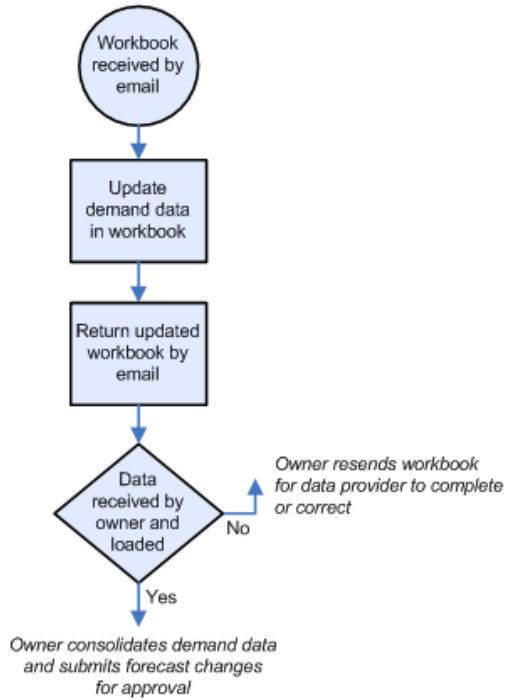 Workbook
received by
email
Update
demand data
in workbook
Return updated
workbook by
email
Data
received by
owner and
loaded
No
Owner resends workbook
for data provider to complete
or correct
Yes
Owner consolidates demand data
and submits forecast changes
for approval